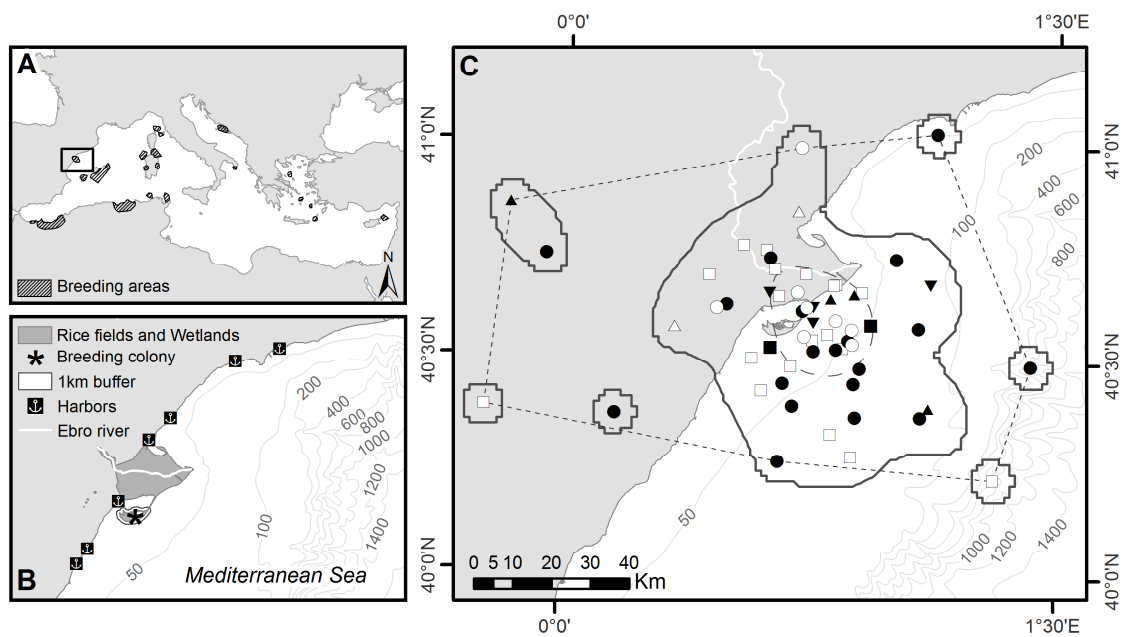 A
N
Breeding areas
B
Rice fields and Wetlands
Breeding colony
1km buffer
Harbors
Ebro river
200
400
600
800
1000
1200
1400
100
50
Mediterranean Sea
C
0°0'
1°30'E
41°0'N
41°0'N
200
400
600
800
100
40°30'N
40°30'N
50
1000
1200
1400
0 5 10 20 30 40
Km
40°0'N
40°0'N
0°0'
1°30'E